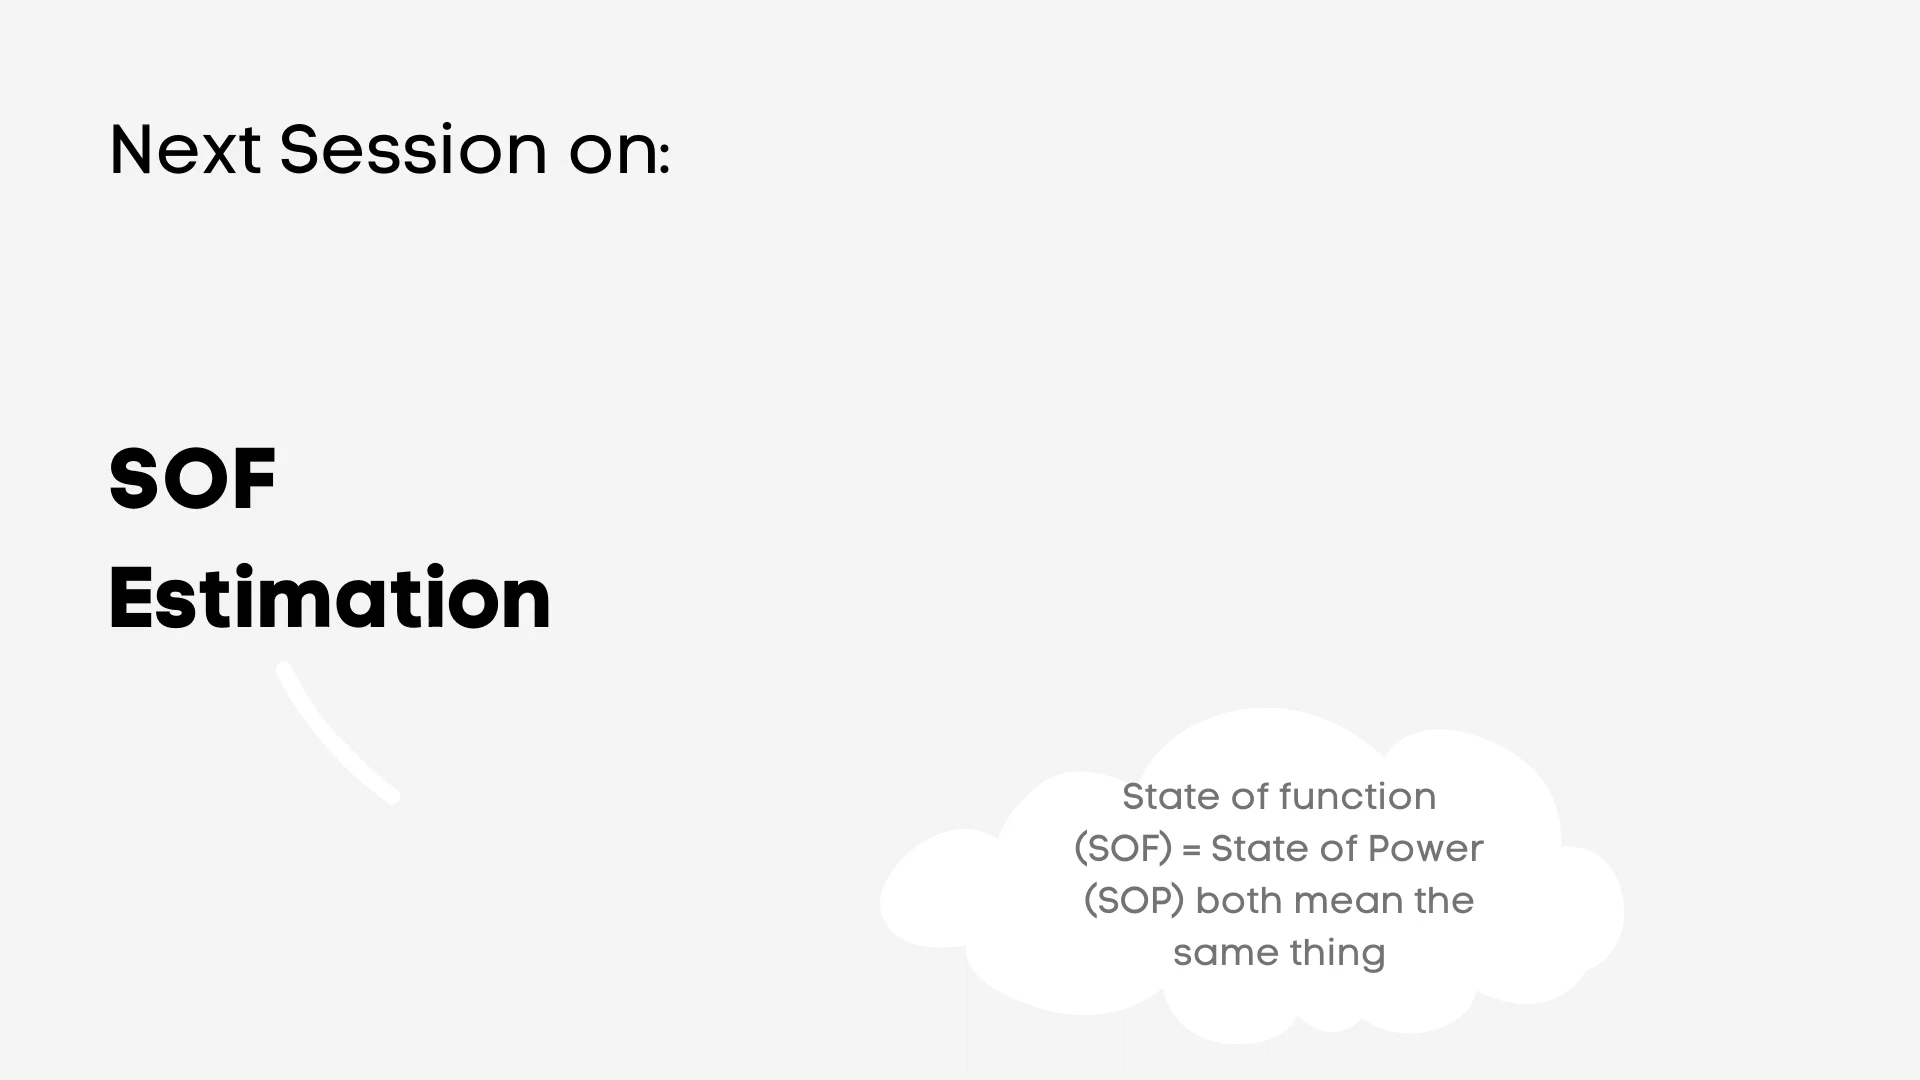 Next Session on:
SOF
Estimation
State of function
(SOF) = State of Power
(SOP) both mean the
same thing